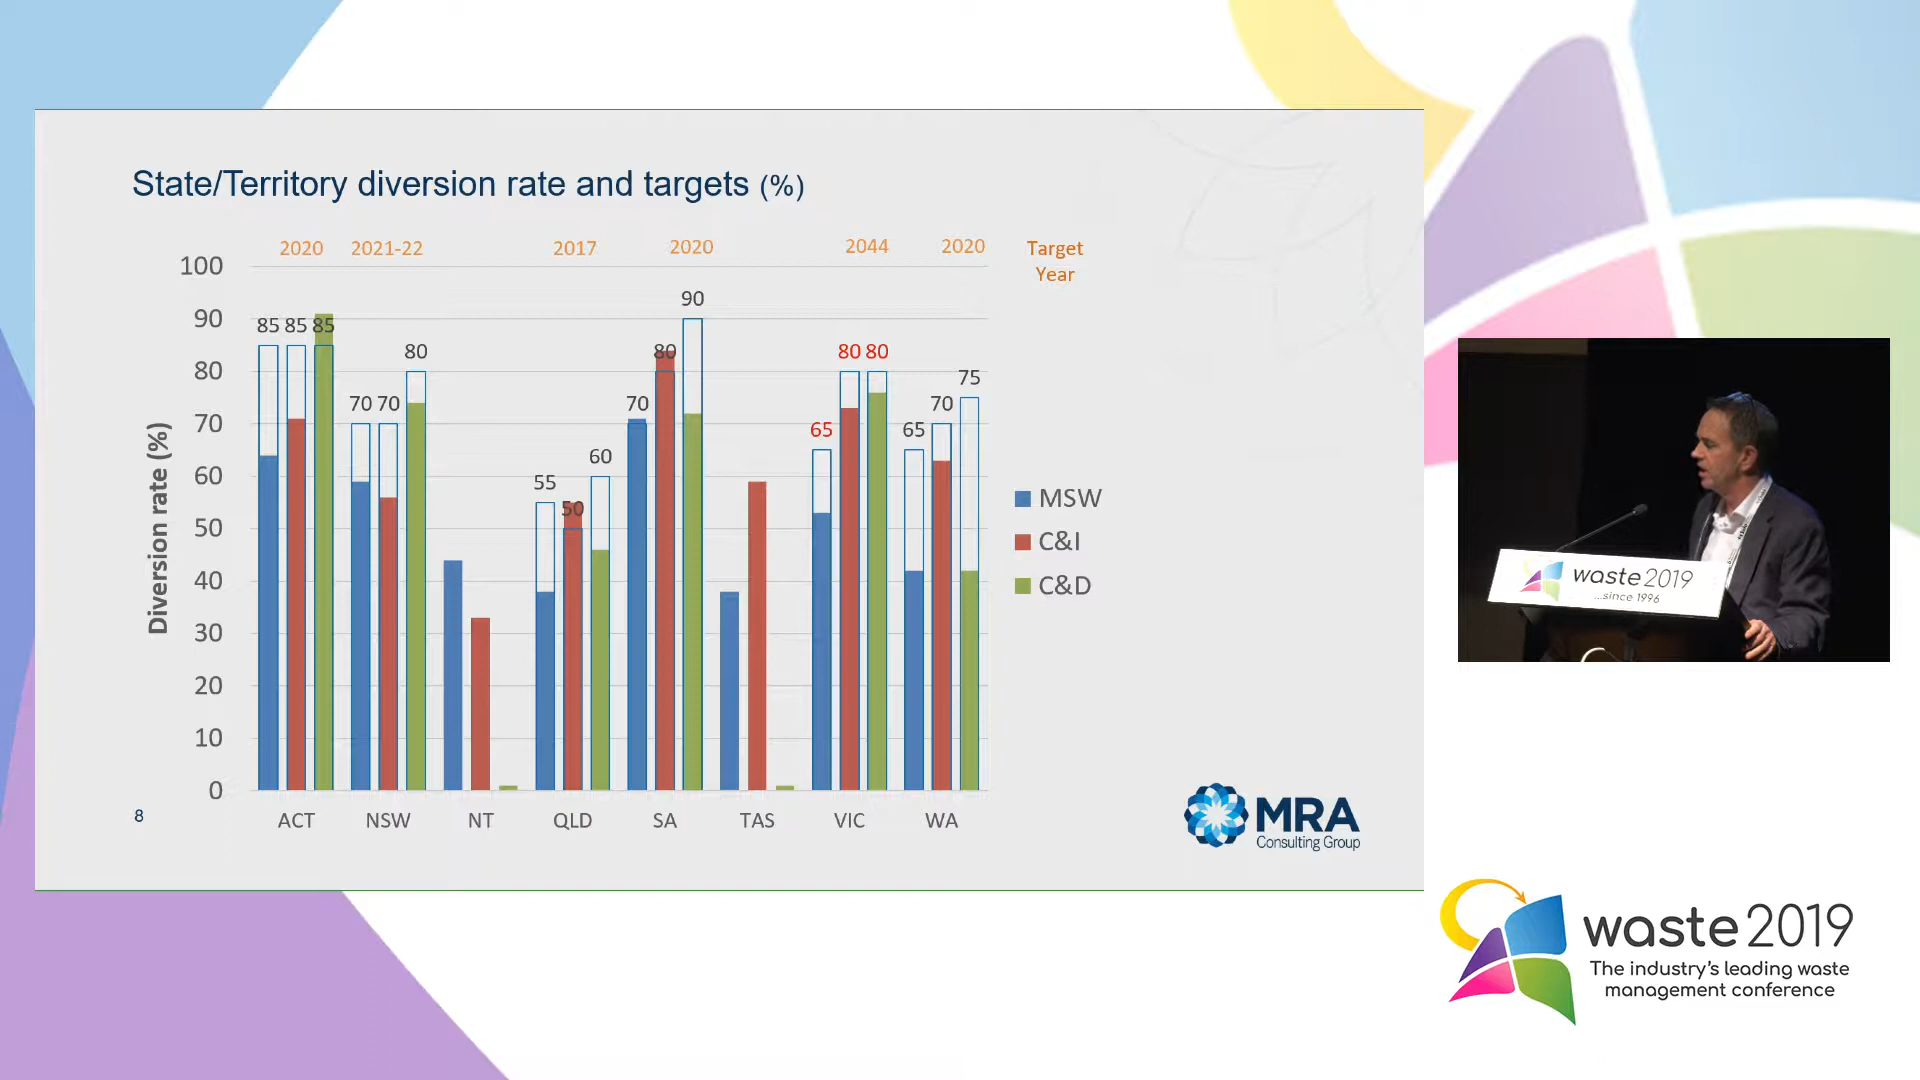 State/Territory diversion rate and targets (%)
2020 2021-22 2017 2020 2044 2020 Target
Year
100
90
80
70
60
50
40
30
20
10
0
Diversion rate (%)
85 85 85
70 70 80
55 50 60
70 80 90
65 80 80
65 70 75
ACT NSW NT QLD SA TAS VIC WA
MSW
C&I
C&D
8
MRA
Consulting Group
waste 2019
...since 1996
waste 2019
The industry's leading waste
management conference